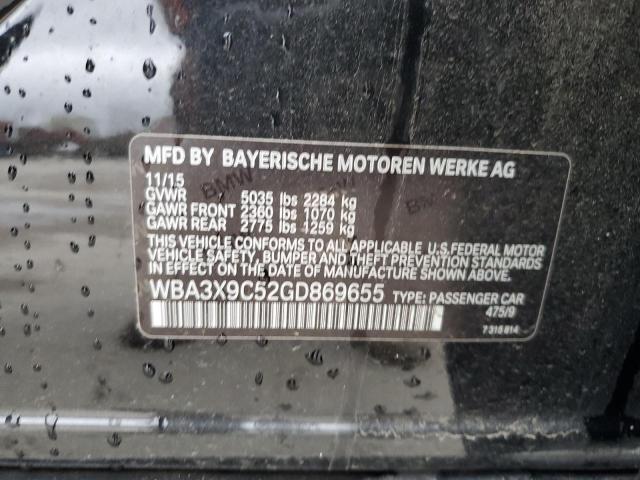 MFD BY BAYERISCHE MOTOREN WERKE AG
11/15
GVWR 5035 lbs 2284 kg
GAWR FRONT 2360 lbs 1070 kg
GAWR REAR 2775 lbs 1259 kg
THIS VEHICLE CONFORMS TO ALL APPLICABLE U.S. FEDERAL MOTOR
VEHICLE SAFETY, BUMPER AND THEFT PREVENTION STANDARDS
IN EFFECT ON THE DATE OF MANUFACTURE SHOWN ABOVE.
WBA3X9C52GD869655 TYPE: PASSENGER CAR
475/9
7 318 814